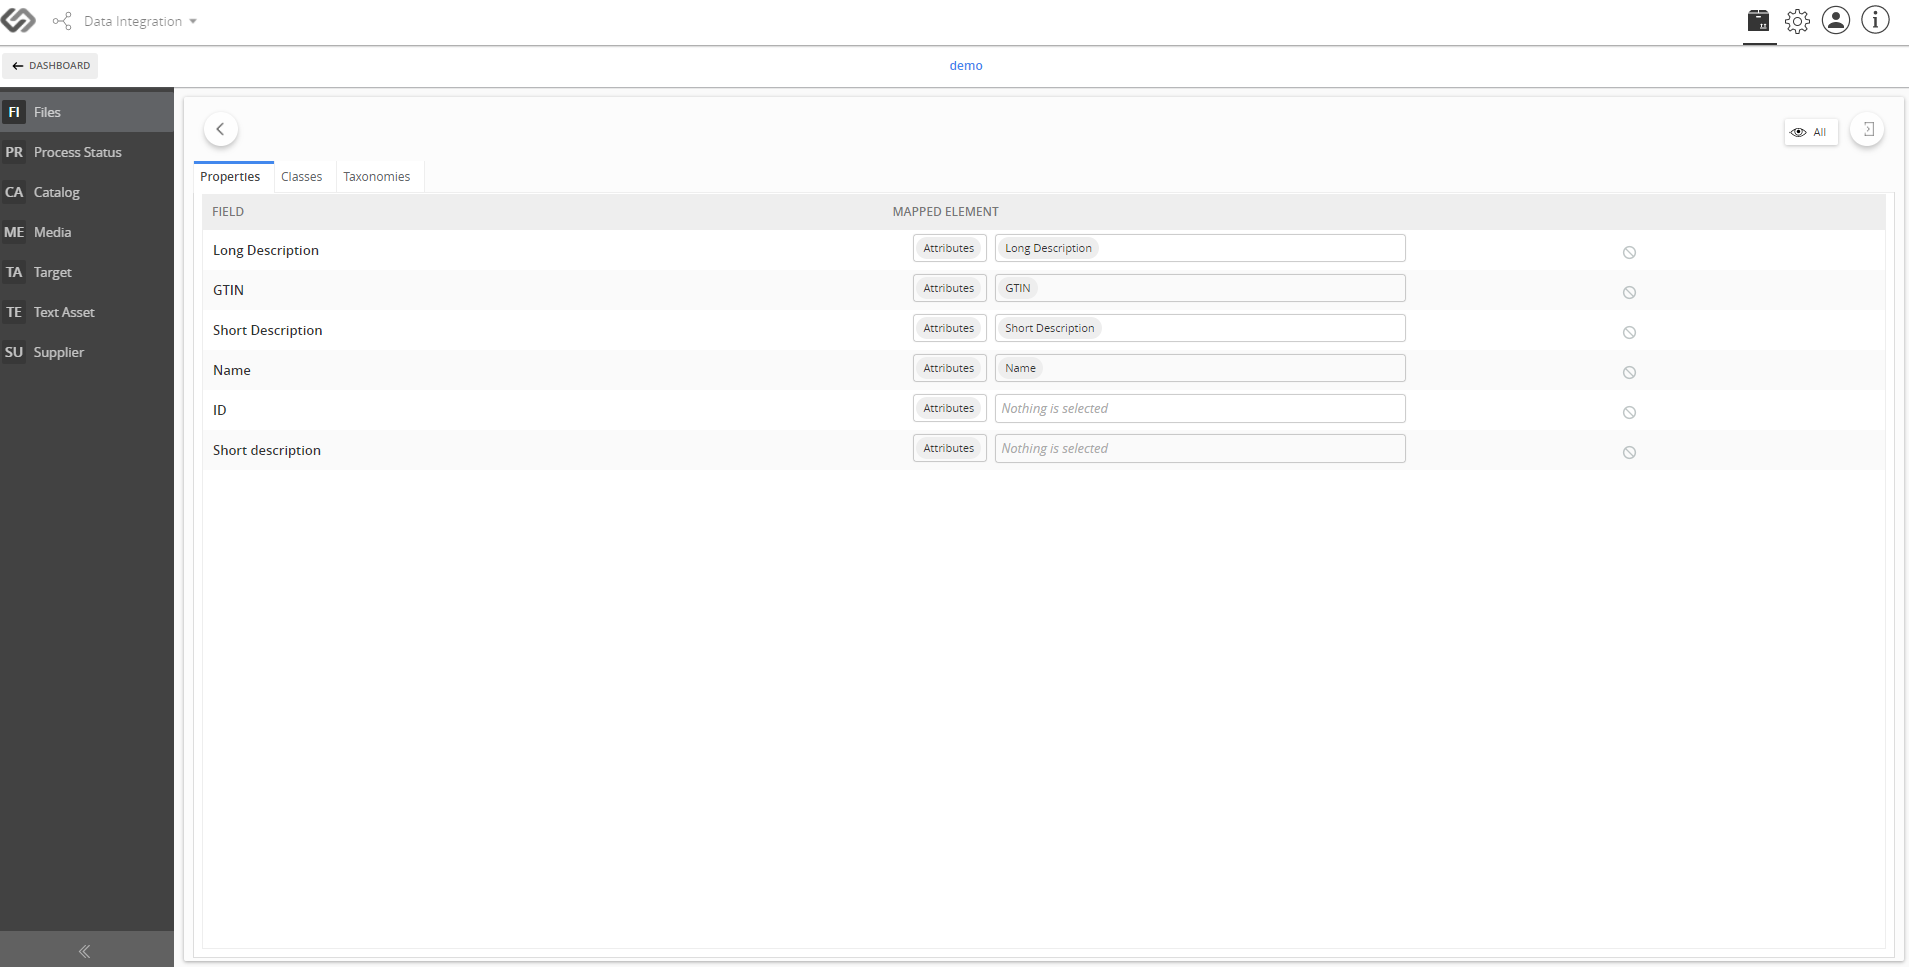 Data Integration
DASHBOARD
demo
FI Files
PR Process Status
CA Catalog
ME Media
TA Target
TE Text Asset
SU Supplier
All
Properties Classes Taxonomies
FIELD MAPPED ELEMENT
Long Description Attributes Long Description
GTIN Attributes GTIN
Short Description Attributes Short Description
Name Attributes Name
ID Attributes Nothing is selected
Short description Attributes Nothing is selected